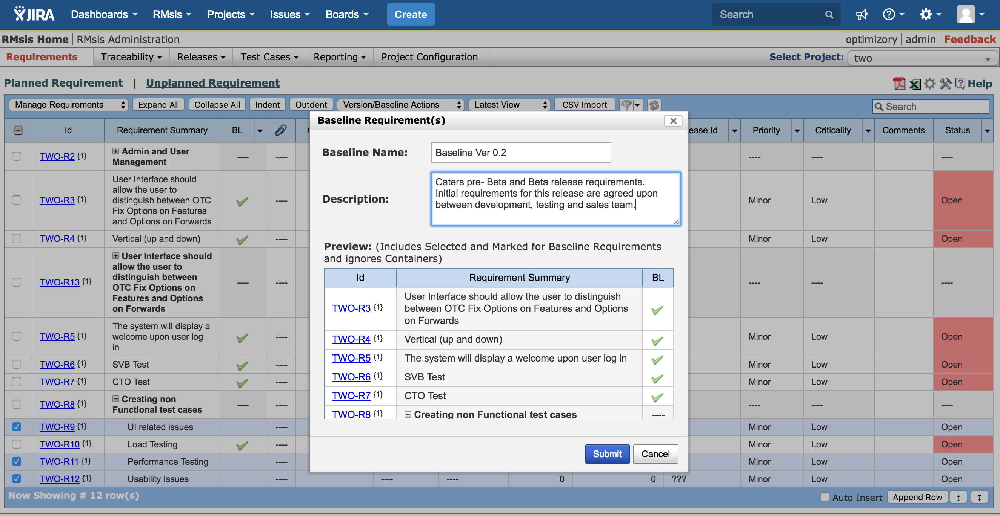 JIRA Dashboards RMsis Projects Issues Boards Create Search
RMsis Home RMsis Administration optimizory admin Feedback
Requirements Traceability Releases Test Cases Reporting Project Configuration Select Project: two
Planned Requirement | Unplanned Requirement Help
Manage Requirements Expand All Collapse All Indent Outdent Version/Baseline Actions Latest View CSV Import Search
Id Requirement Summary BL ease Id Priority Criticality Comments Status
TWO-R2 {1} Admin and User
Management ---- ---- ---- ---- ----
User Interface should
allow the user to
TWO-R3 {1} distinguish between OTC ---- Minor Low Open
Fix Options on Features
and Options on Forwards
TWO-R4 {1} Vertical (up and down) ---- Minor Low Open
User Interface should
allow the user to
distinguish between
TWO-R13 {1} OTC Fix Options on ---- ---- ---- ---- ----
Features and Options
on Forwards
The system will display a
TWO-R5 {1} welcome upon user log ---- Minor Low Open
in
TWO-R6 {1} SVB Test ---- Minor Low Open
TWO-R7 {1} CTO Test ---- Minor Low Open
TWO-R8 {1} Creating non
Functional test cases ---- ---- ---- ---- ----
TWO-R9 {1} UI related issues ---- Minor Low Open
TWO-R10 {1} Load Testing ---- Minor Low Open
TWO-R11 {1} Performance Testing ---- Minor Low Open
TWO-R12 {1} Usability Issues ---- ---- ---- 0 0 ??? Minor Low Open
Now Showing # 12 row(s) Auto Insert Append Row
Baseline Requirement(s)
Baseline Name: Baseline Ver 0.2
Description: Caters pre- Beta and Beta release requirements.
Initial requirements for this release are agreed upon
between development, testing and sales team.
Preview: (Includes Selected and Marked for Baseline Requirements
and ignores Containers)
Id Requirement Summary BL
User Interface should allow the user to distinguish
TWO-R3 {1} between OTC Fix Options on Features and Options
on Forwards
TWO-R4 {1} Vertical (up and down)
TWO-R5 {1} The system will display a welcome upon user log in
TWO-R6 {1} SVB Test
TWO-R7 {1} CTO Test
TWO-R8 {1} Creating non Functional test cases ----
Submit Cancel